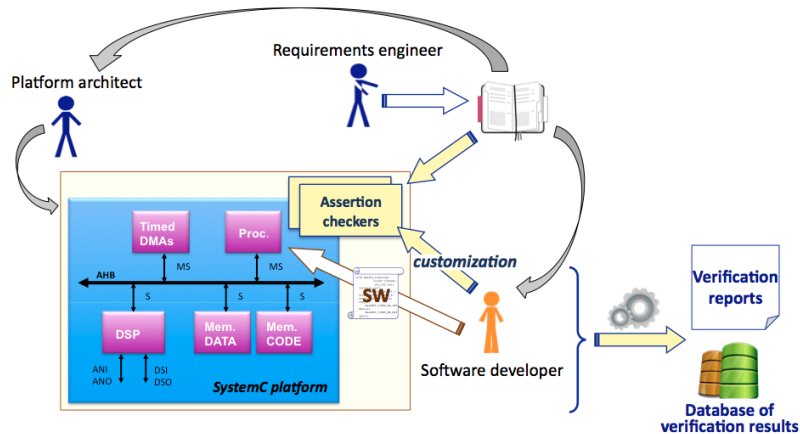 Requirements engineer
Platform architect
Assertion
checkers
Timed
DMAs
Proc.
MS
MS
AHB
customization
S
S
S
SW
DSP
Mem.
DATA
Mem.
CODE
ANI
ANO
DSI
DSO
SystemC platform
Software developer
Verification
reports
Database of
verification results